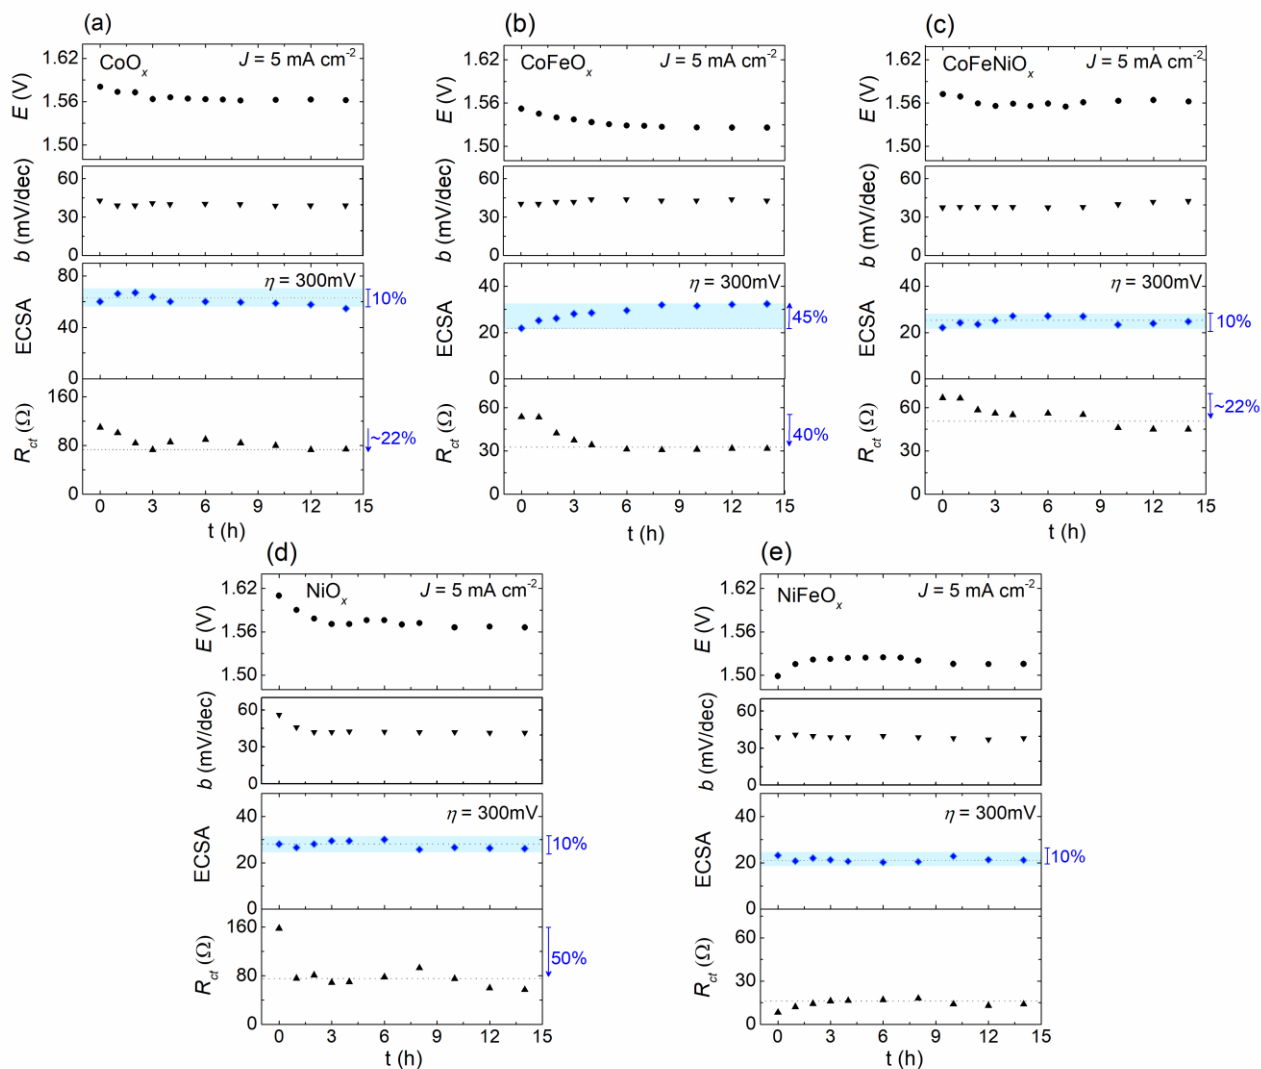 (a)
CoOₓ
J = 5 mA cm⁻²
1.62
1.56
1.50
E (V)
60
30
0
b (mV/dec)
η = 300mV
80
40
0
ECSA
10%
160
80
0
R_ct (Ω)
~22%
0 3 6 9 12 15
t (h)
(b)
CoFeOₓ
J = 5 mA cm⁻²
1.62
1.56
1.50
E (V)
60
30
0
b (mV/dec)
η = 300mV
40
20
0
ECSA
45%
60
30
0
R_ct (Ω)
40%
0 3 6 9 12 15
t (h)
(c)
CoFeNiOₓ
J = 5 mA cm⁻²
1.62
1.56
1.50
E (V)
60
30
0
b (mV/dec)
η = 300mV
40
20
0
ECSA
10%
60
30
0
R_ct (Ω)
~22%
0 3 6 9 12 15
t (h)
(d)
NiOₓ
J = 5 mA cm⁻²
1.62
1.56
1.50
E (V)
60
30
0
b (mV/dec)
η = 300mV
40
20
0
ECSA
10%
160
80
0
R_ct (Ω)
50%
0 3 6 9 12 15
t (h)
(e)
NiFeOₓ
J = 5 mA cm⁻²
1.62
1.56
1.50
E (V)
60
30
0
b (mV/dec)
η = 300mV
40
20
0
ECSA
10%
60
30
0
R_ct (Ω)
0 3 6 9 12 15
t (h)